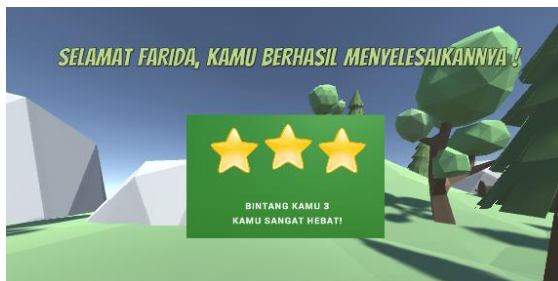 SELAMAT FARIDA, KAMU BERHASIL MENYELESAIKANNYA !
BINTANG KAMU 3
KAMU SANGAT HEBAT!